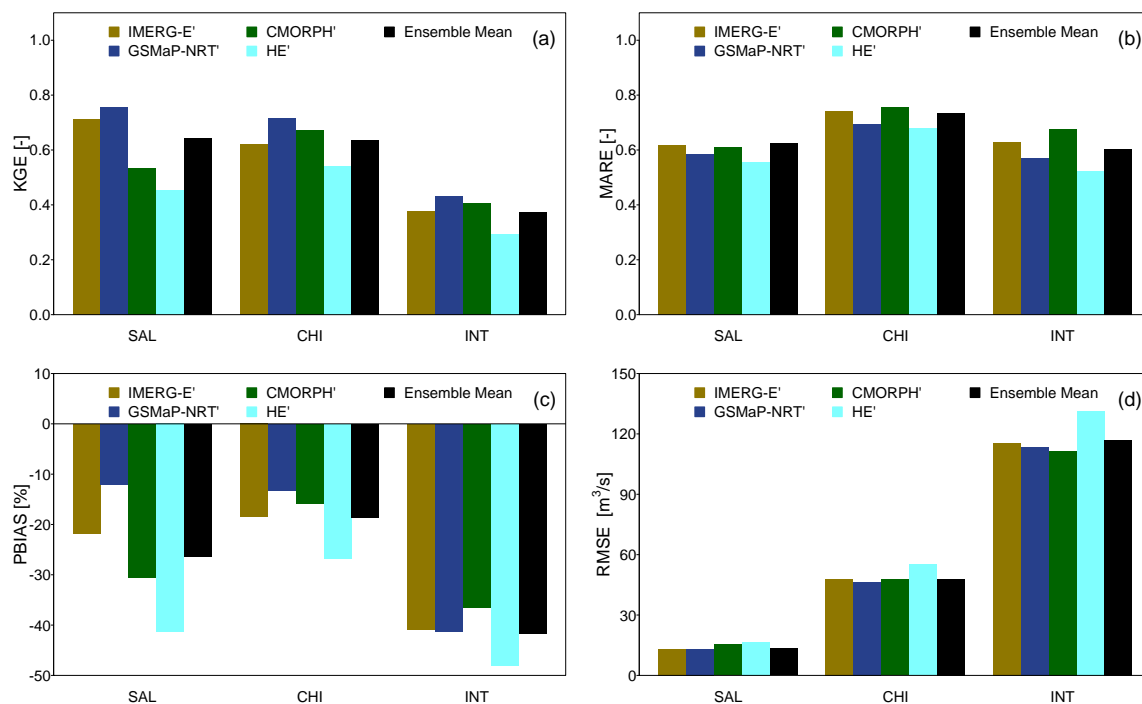 IMERG-E' CMORPH' Ensemble Mean (a)
GSMaP-NRT' HE'
1.0
0.8
0.6
0.4
0.2
0.0
KGE [-]
SAL CHI INT
IMERG-E' CMORPH' Ensemble Mean (b)
GSMaP-NRT' HE'
1.0
0.8
0.6
0.4
0.2
0.0
MARE [-]
SAL CHI INT
IMERG-E' CMORPH' Ensemble Mean
GSMaP-NRT' HE' (c)
10
0
-10
-20
-30
-40
-50
PBIAS [%]
SAL CHI INT
IMERG-E' CMORPH' Ensemble Mean
GSMaP-NRT' HE' (d)
150
120
90
60
30
0
RMSE [m³/s]
SAL CHI INT